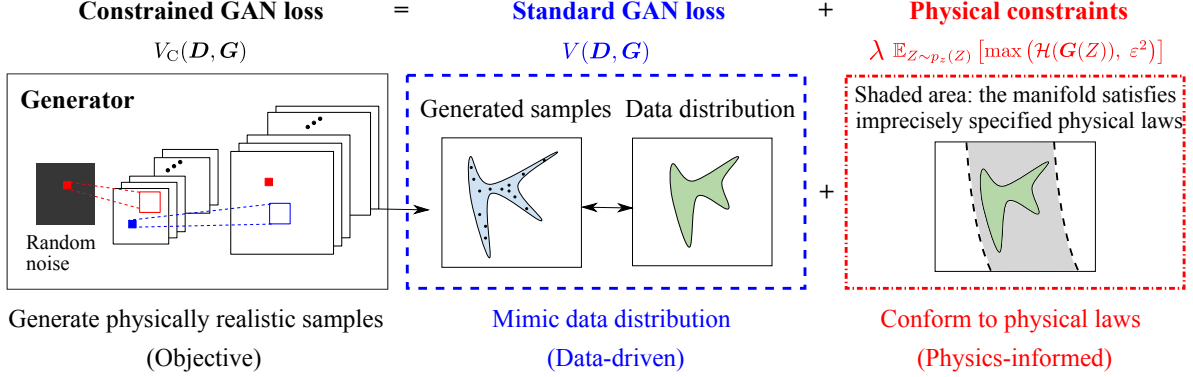 Constrained GAN loss = Standard GAN loss + Physical constraints
V_C(D, G) V(D, G) λ 𝔼_{Z∼p_z(Z)} [max (ℋ(G(Z)), ε²)]
Generator
Random
noise
Generated samples Data distribution
+
Shaded area: the manifold satisfies
imprecisely specified physical laws
Generate physically realistic samples
(Objective)
Mimic data distribution
(Data-driven)
Conform to physical laws
(Physics-informed)